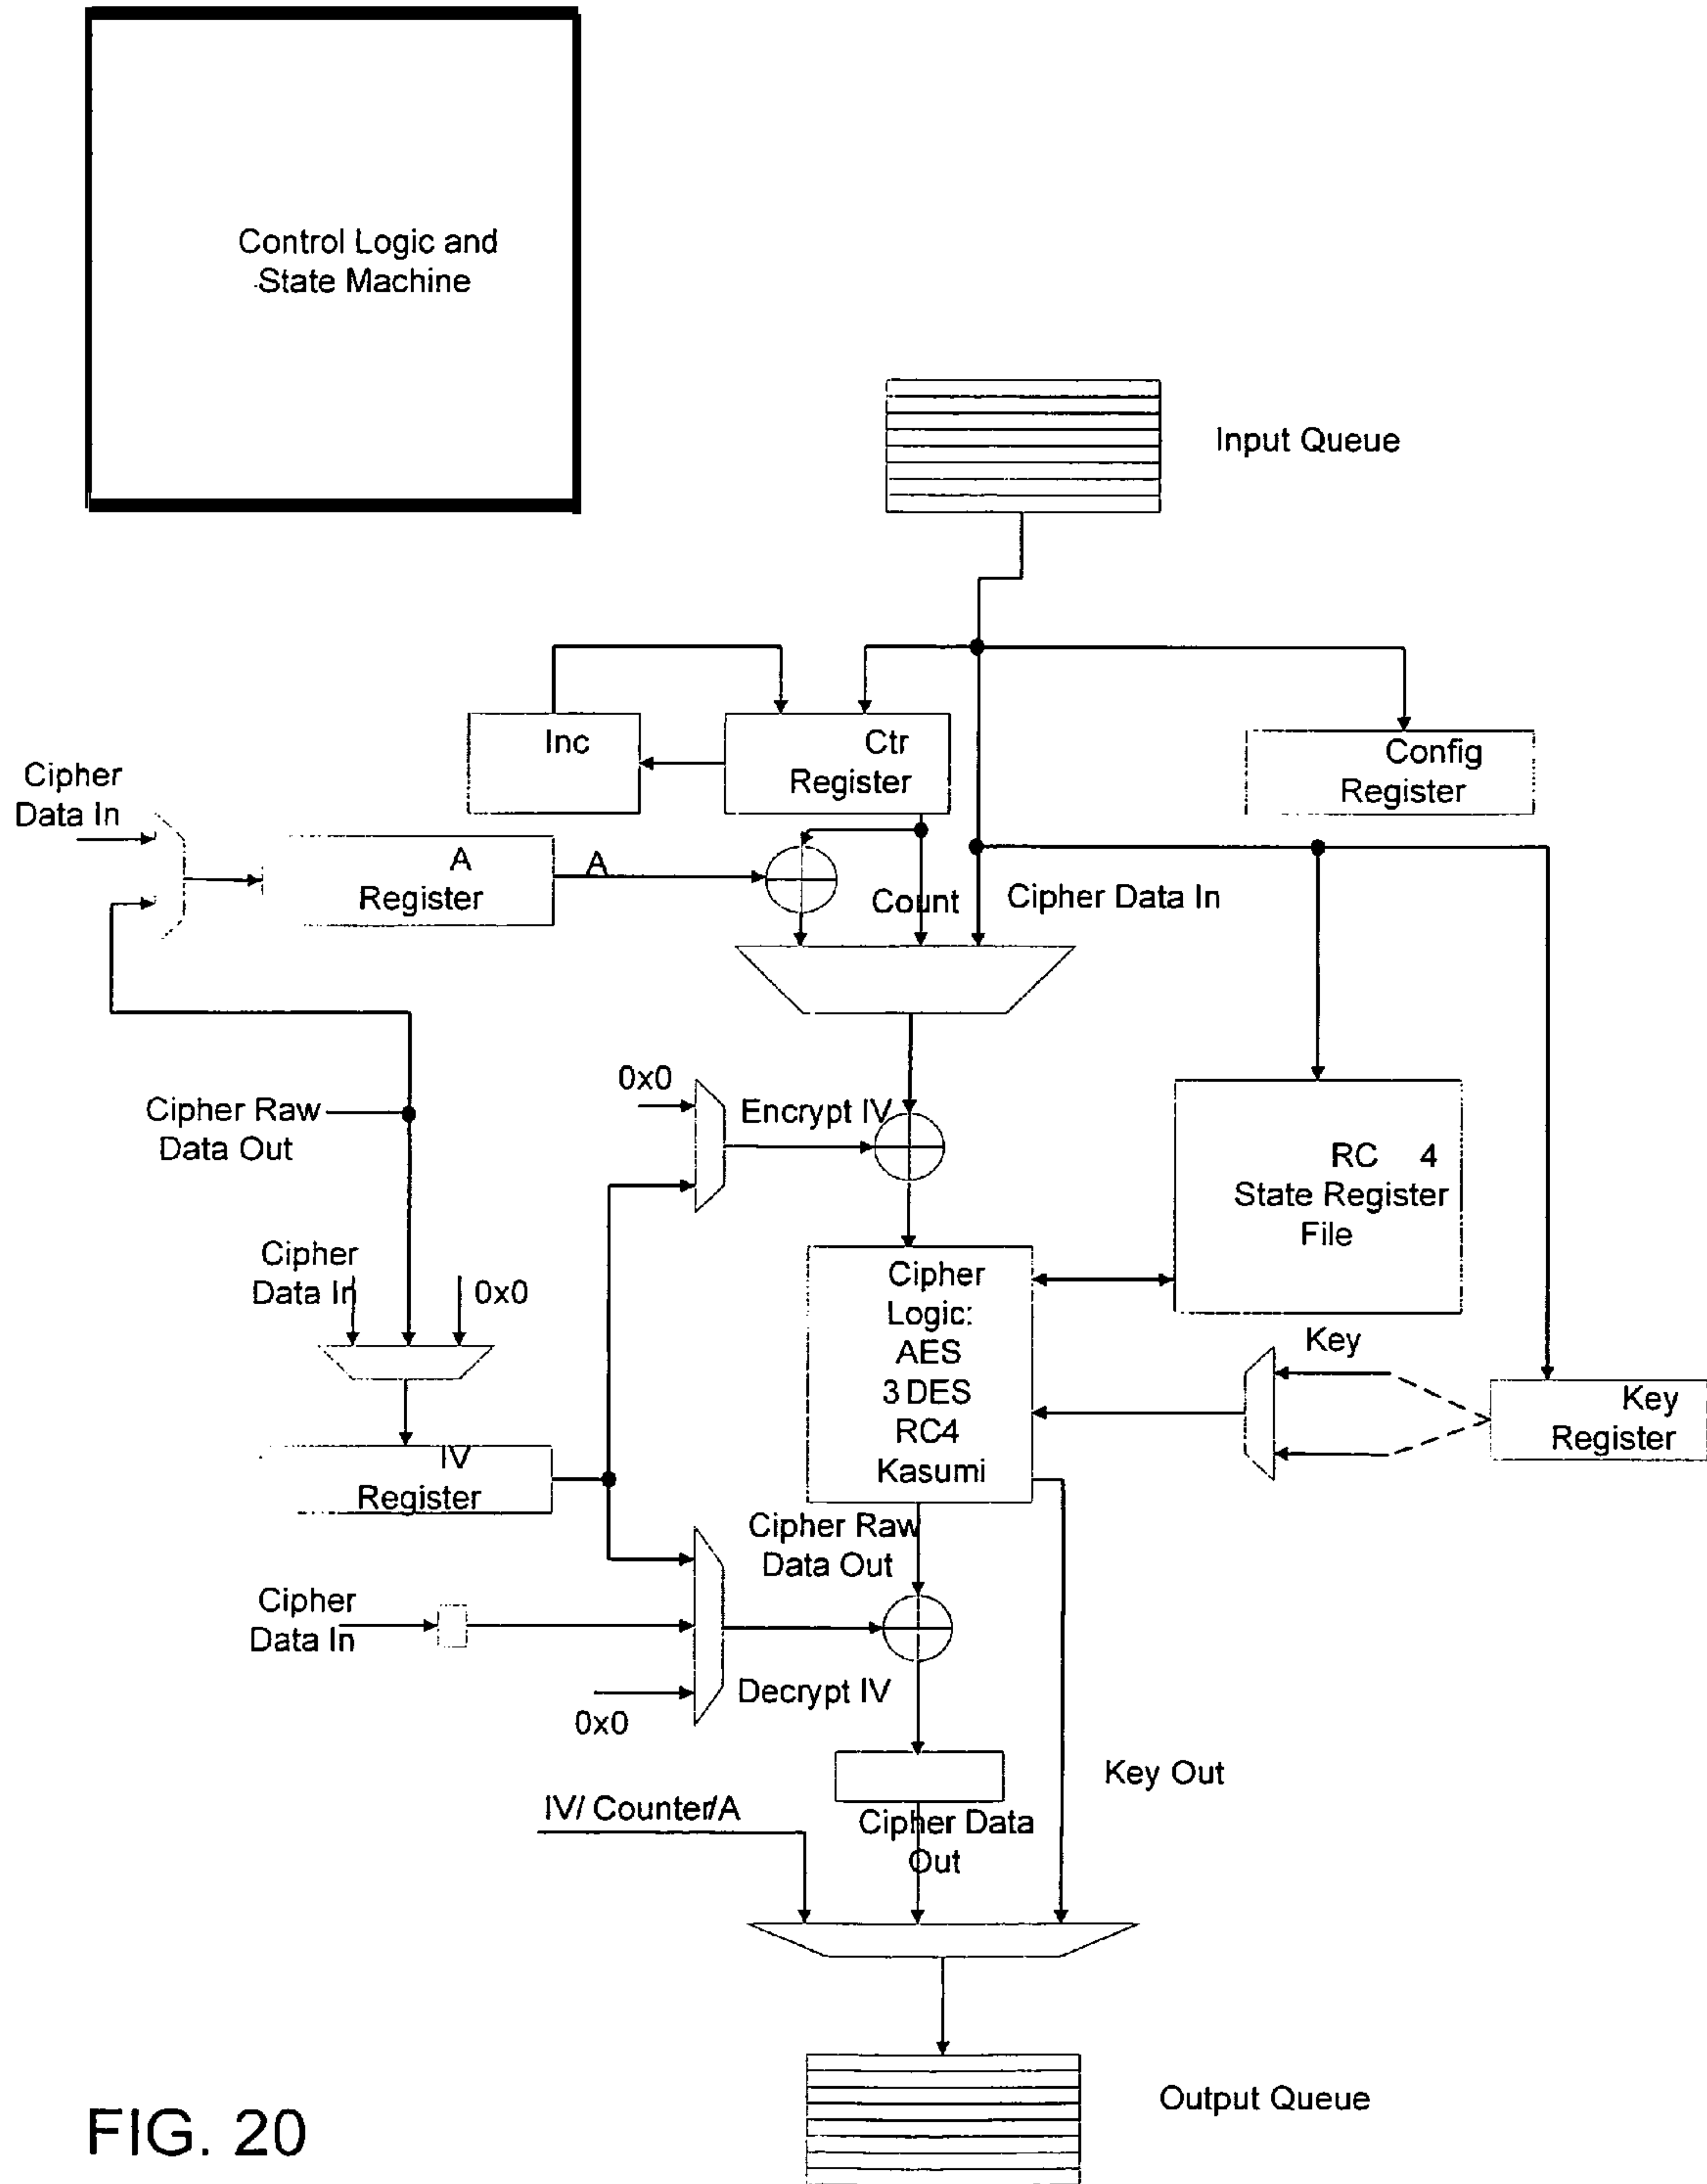 Control Logic and
State Machine
Input Queue
Inc
Ctr
Register
Config
Register
Cipher
Data In
A
Register
A
Count
Cipher Data In
0x0
Encrypt IV
Cipher Raw
Data Out
RC 4
State Register
File
Cipher
Data In
0x0
Cipher
Logic:
AES
3 DES
RC4
Kasumi
Key
Key
Register
IV
Register
Cipher Raw
Data Out
Cipher
Data In
Decrypt IV
0x0
Key Out
IV/ Counter/A
Cipher Data
Out
Output Queue
FIG. 20